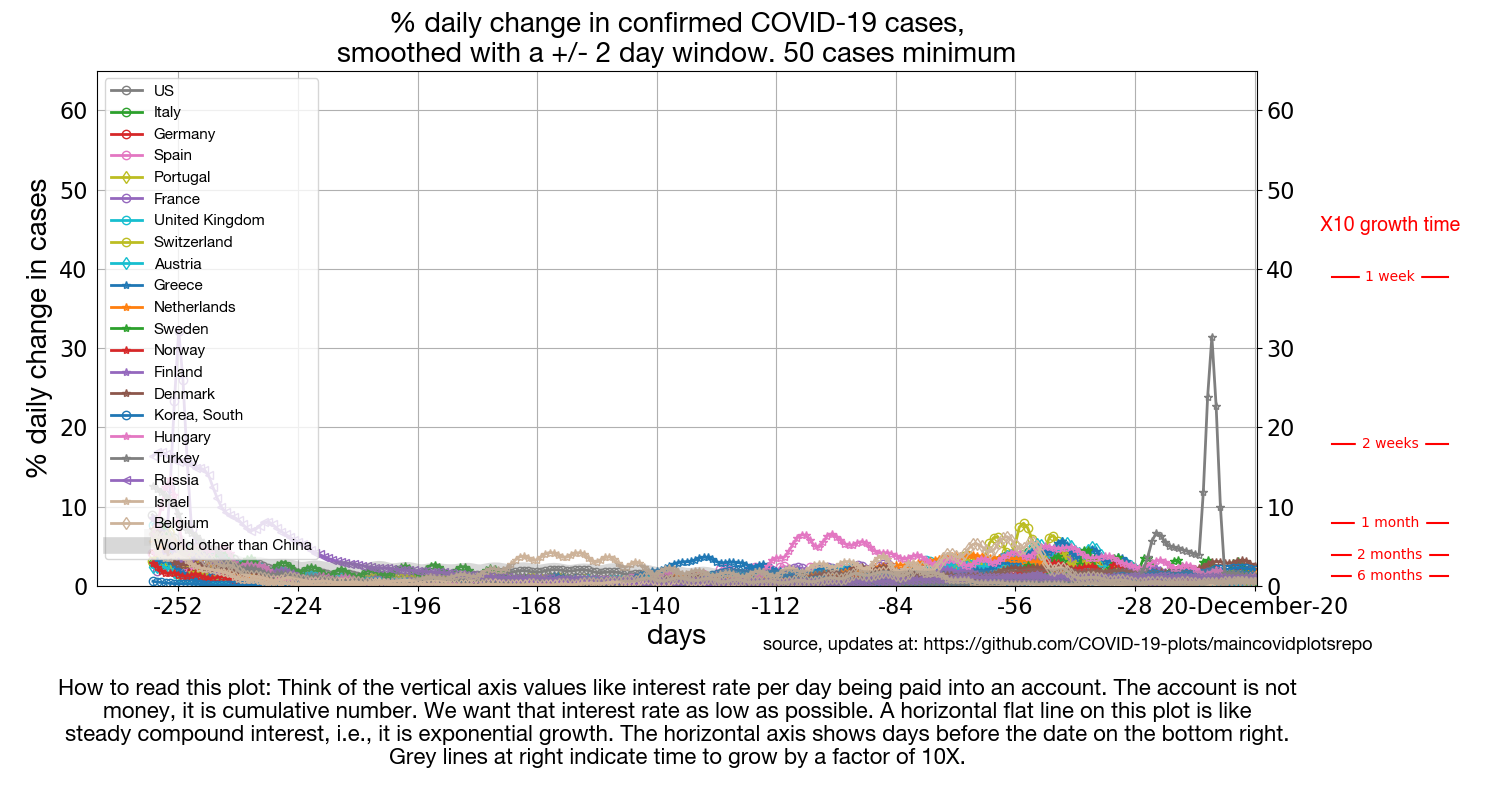 % daily change in confirmed COVID-19 cases,
smoothed with a +/- 2 day window. 50 cases minimum
% daily change in cases
60
50
40
30
20
10
0
US
Italy
Germany
Spain
Portugal
France
United Kingdom
Switzerland
Austria
Greece
Netherlands
Sweden
Norway
Finland
Denmark
Korea, South
Hungary
Turkey
Russia
Israel
Belgium
World other than China
60
50
40
30
20
10
0
X10 growth time
1 week
2 weeks
1 month
2 months
6 months
-252 -224 -196 -168 -140 -112 -84 -56 -28 20-December-20
days
source, updates at: https://github.com/COVID-19-plots/maincovidplotsrepo
How to read this plot: Think of the vertical axis values like interest rate per day being paid into an account. The account is not
money, it is cumulative number. We want that interest rate as low as possible. A horizontal flat line on this plot is like
steady compound interest, i.e., it is exponential growth. The horizontal axis shows days before the date on the bottom right.
Grey lines at right indicate time to grow by a factor of 10X.